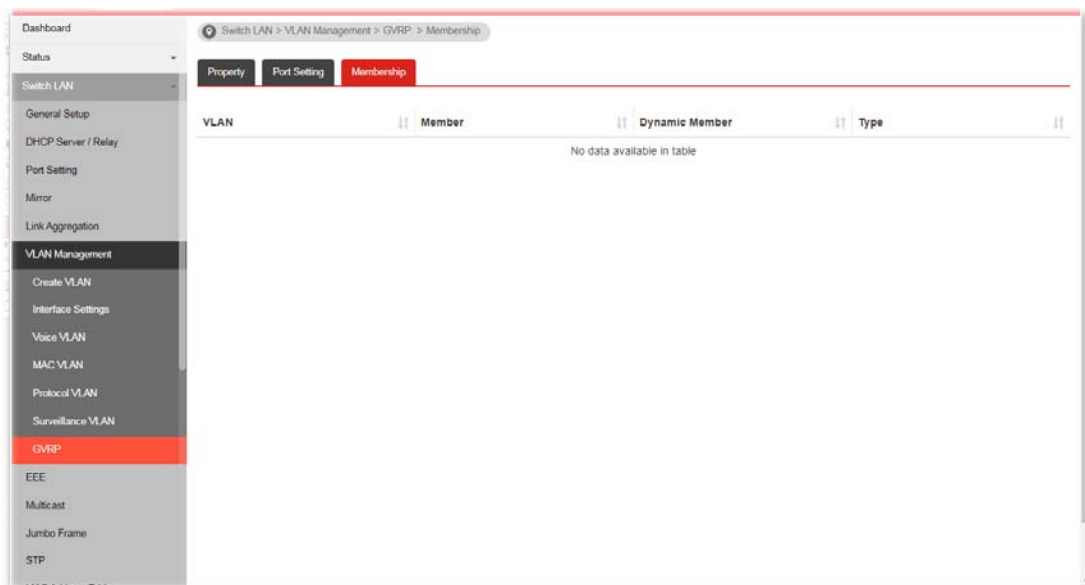 Dashboard
Status
Switch LAN
General Setup
DHCP Server / Relay
Port Setting
Mirror
Link Aggregation
VLAN Management
Create VLAN
Interface Settings
Voice VLAN
MAC VLAN
Protocol VLAN
Surveillance VLAN
GVRP
EEE
Multicast
Jumbo Frame
STP
Switch LAN > VLAN Management > GVRP > Membership
Property Port Setting Membership
VLAN Member Dynamic Member Type
No data available in table